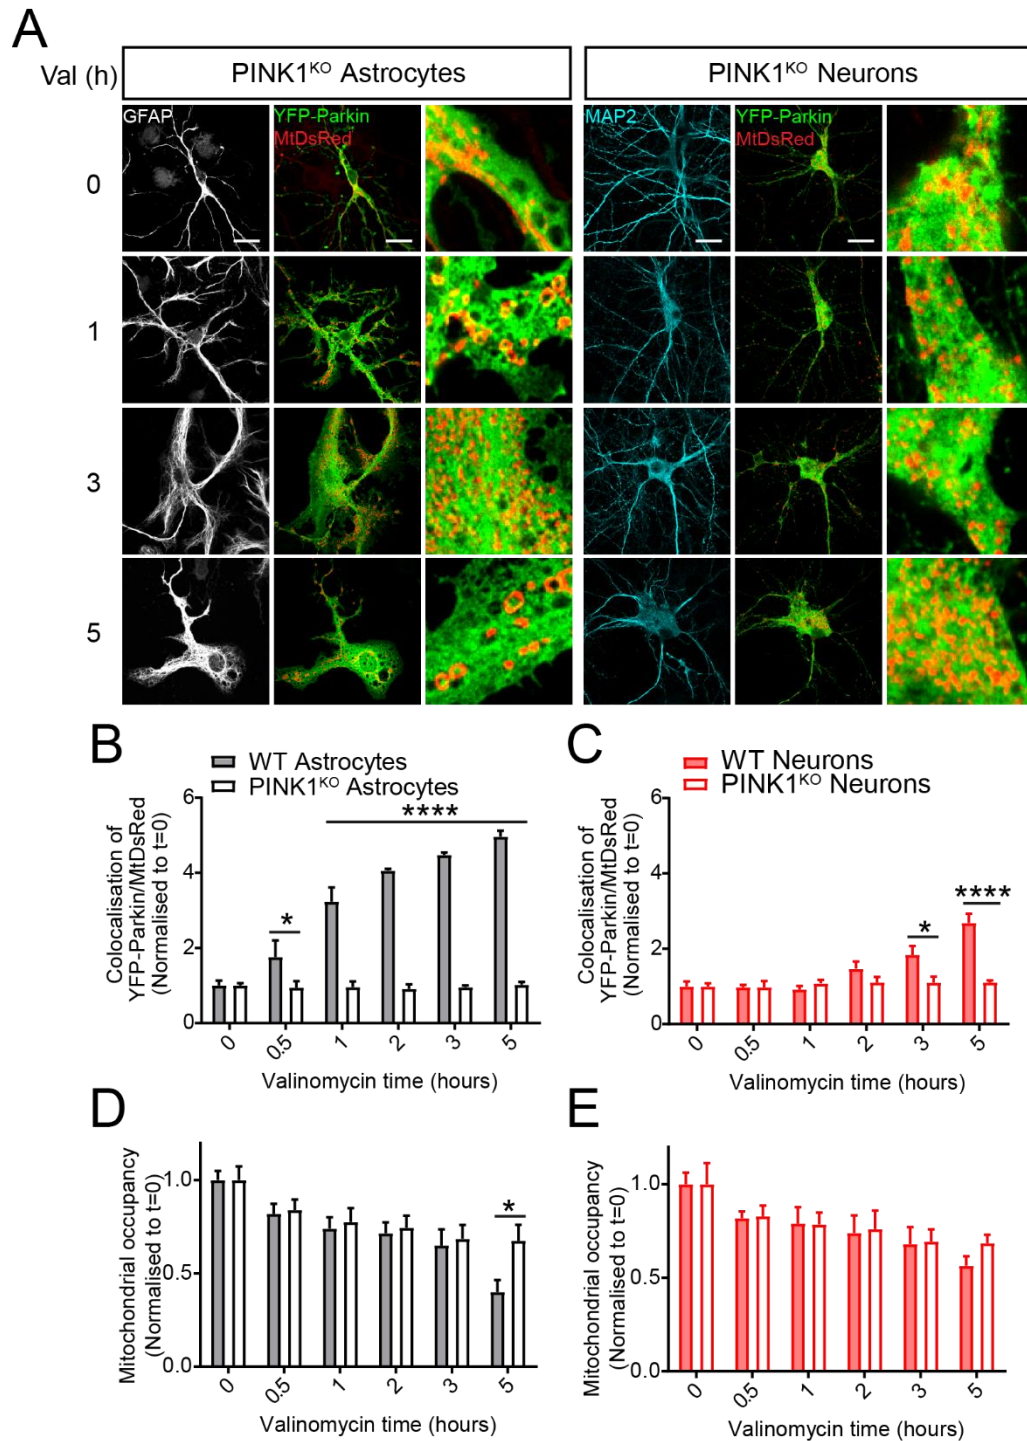 A
Val (h)
PINK1KO Astrocytes
PINK1KO Neurons
GFAP
YFP-Parkin
MtDsRed
MAP2
YFP-Parkin
MtDsRed
0
1
3
5
B
WT Astrocytes
PINK1KO Astrocytes
Colocalisation of
YFP-Parkin/MtDsRed
(Normalised to t=0)
6
4
2
0
*
****
0
0.5
1
2
3
5
Valinomycin time (hours)
C
WT Neurons
PINK1KO Neurons
Colocalisation of
YFP-Parkin/MtDsRed
(Normalised to t=0)
6
4
2
0
*
****
0
0.5
1
2
3
5
Valinomycin time (hours)
D
Mitochondrial occupancy
(Normalised to t=0)
1.0
0.5
0.0
*
0
0.5
1
2
3
5
Valinomycin time (hours)
E
Mitochondrial occupancy
(Normalised to t=0)
1.0
0.5
0.0
0
0.5
1
2
3
5
Valinomycin time (hours)